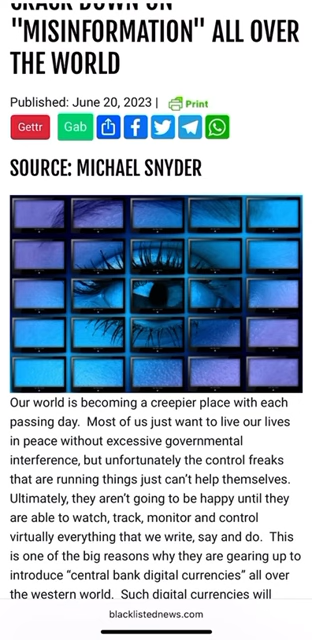 CRACK DOWN ON
"MISINFORMATION" ALL OVER
THE WORLD
Published: June 20, 2023 | Print
Gettr Gab
SOURCE: MICHAEL SNYDER
Our world is becoming a creepier place with each
passing day.  Most of us just want to live our lives
in peace without excessive governmental
interference, but unfortunately the control freaks
that are running things just can't help themselves.
Ultimately, they aren't going to be happy until they
are able to watch, track, monitor and control
virtually everything that we write, say and do.  This
is one of the big reasons why they are gearing up to
introduce “central bank digital currencies” all over
the western world.  Such digital currencies will
blacklistednews.com